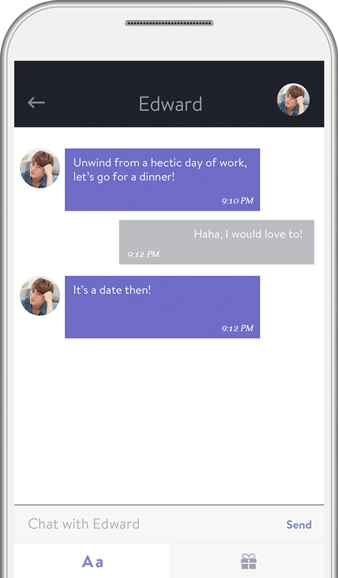 Edward
Unwind from a hectic day of work,
let's go for a dinner!
9:10 PM
Haha, I would love to!
9:12 PM
It's a date then!
9:12 PM
Chat with Edward
Send
Aa